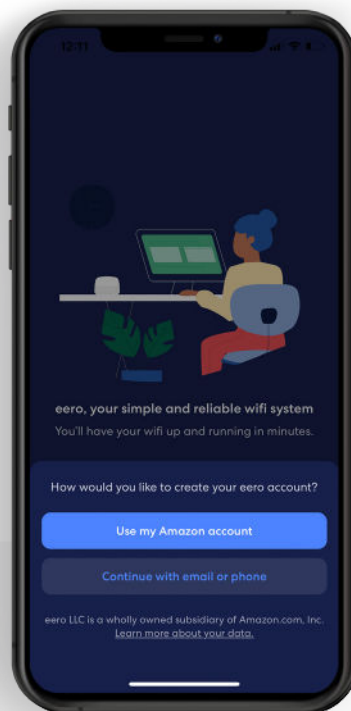 12:11
eero, your simple and reliable wifi system
You'll have your wifi up and running in minutes.
How would you like to create your eero account?
Use my Amazon account
Continue with email or phone
eero LLC is a wholly owned subsidiary of Amazon.com, Inc.
Learn more about your data.